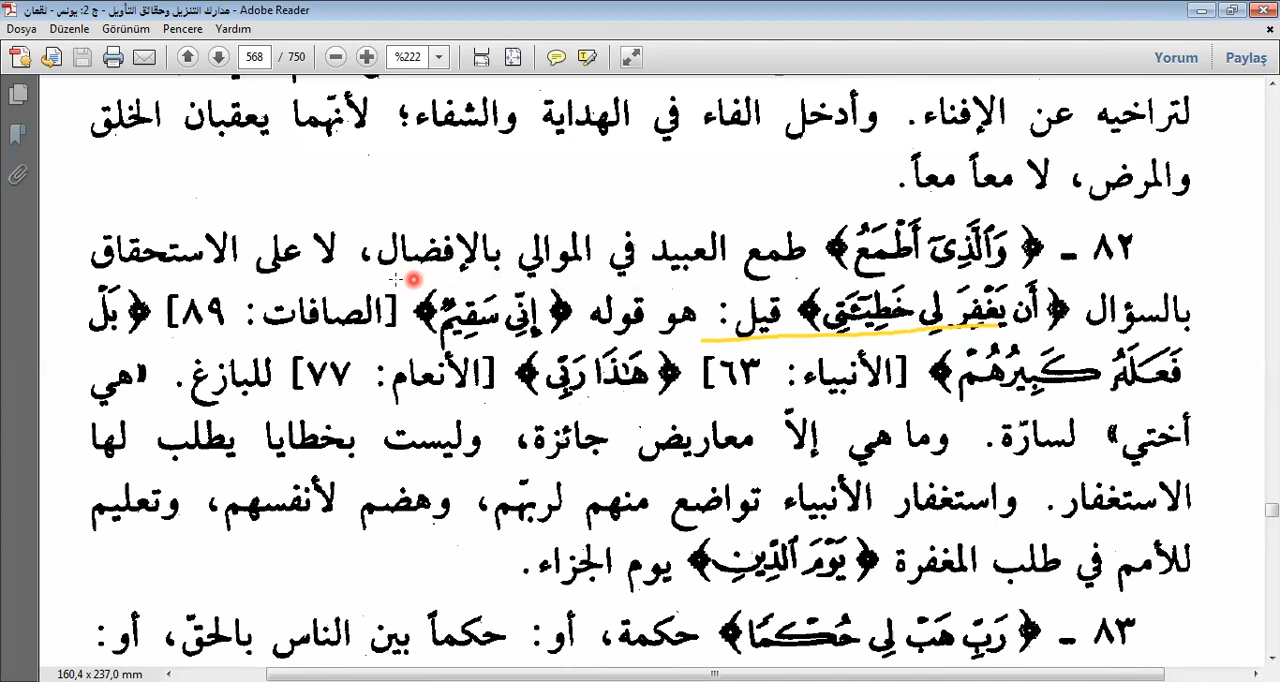 مدارك التنزيل وحقائق التأويل - ج 2: يونس - لقمان - Adobe Reader
Dosya Düzenle Görünüm Pencere Yardım
568 / 750 %222 Yorum Paylaş
لتراخيه عن الإفناء. وأدخل الفاء في الهداية والشفاء؛ لأنّهما يعقبان الخلق
والمرض، لا معاً معاً.
٨٢ ـ ﴿وَٱلَّذِىٓ أَطْمَعُ﴾ طمع العبيد في الموالي بالإفضال، لا على الاستحقاق
بالسؤال ﴿أَن يَغْفِرَ لِى خَطِيٓـَٔتِى﴾ قيل: هو قوله ﴿إِنِّى سَقِيمٌ﴾ [الصافات: ٨٩] ﴿بَلْ
فَعَلَهُۥ كَبِيرُهُمْ﴾ [الأنبياء: ٦٣] ﴿هَـٰذَا رَبِّى﴾ [الأنعام: ٧٧] للبازغ. «هي
أختي» لسارّة. وما هي إلاّ معاريض جائزة، وليست بخطايا يطلب لها
الاستغفار. واستغفار الأنبياء تواضع منهم لربّهم، وهضم لأنفسهم، وتعليم
للأمم في طلب المغفرة ﴿يَوْمَ ٱلدِّينِ﴾ يوم الجزاء.
٨٣ ـ ﴿رَبِّ هَبْ لِى حُكْمًا﴾ حكمة، أو: حكماً بين الناس بالحقّ، أو:
160,4 x 237,0 mm